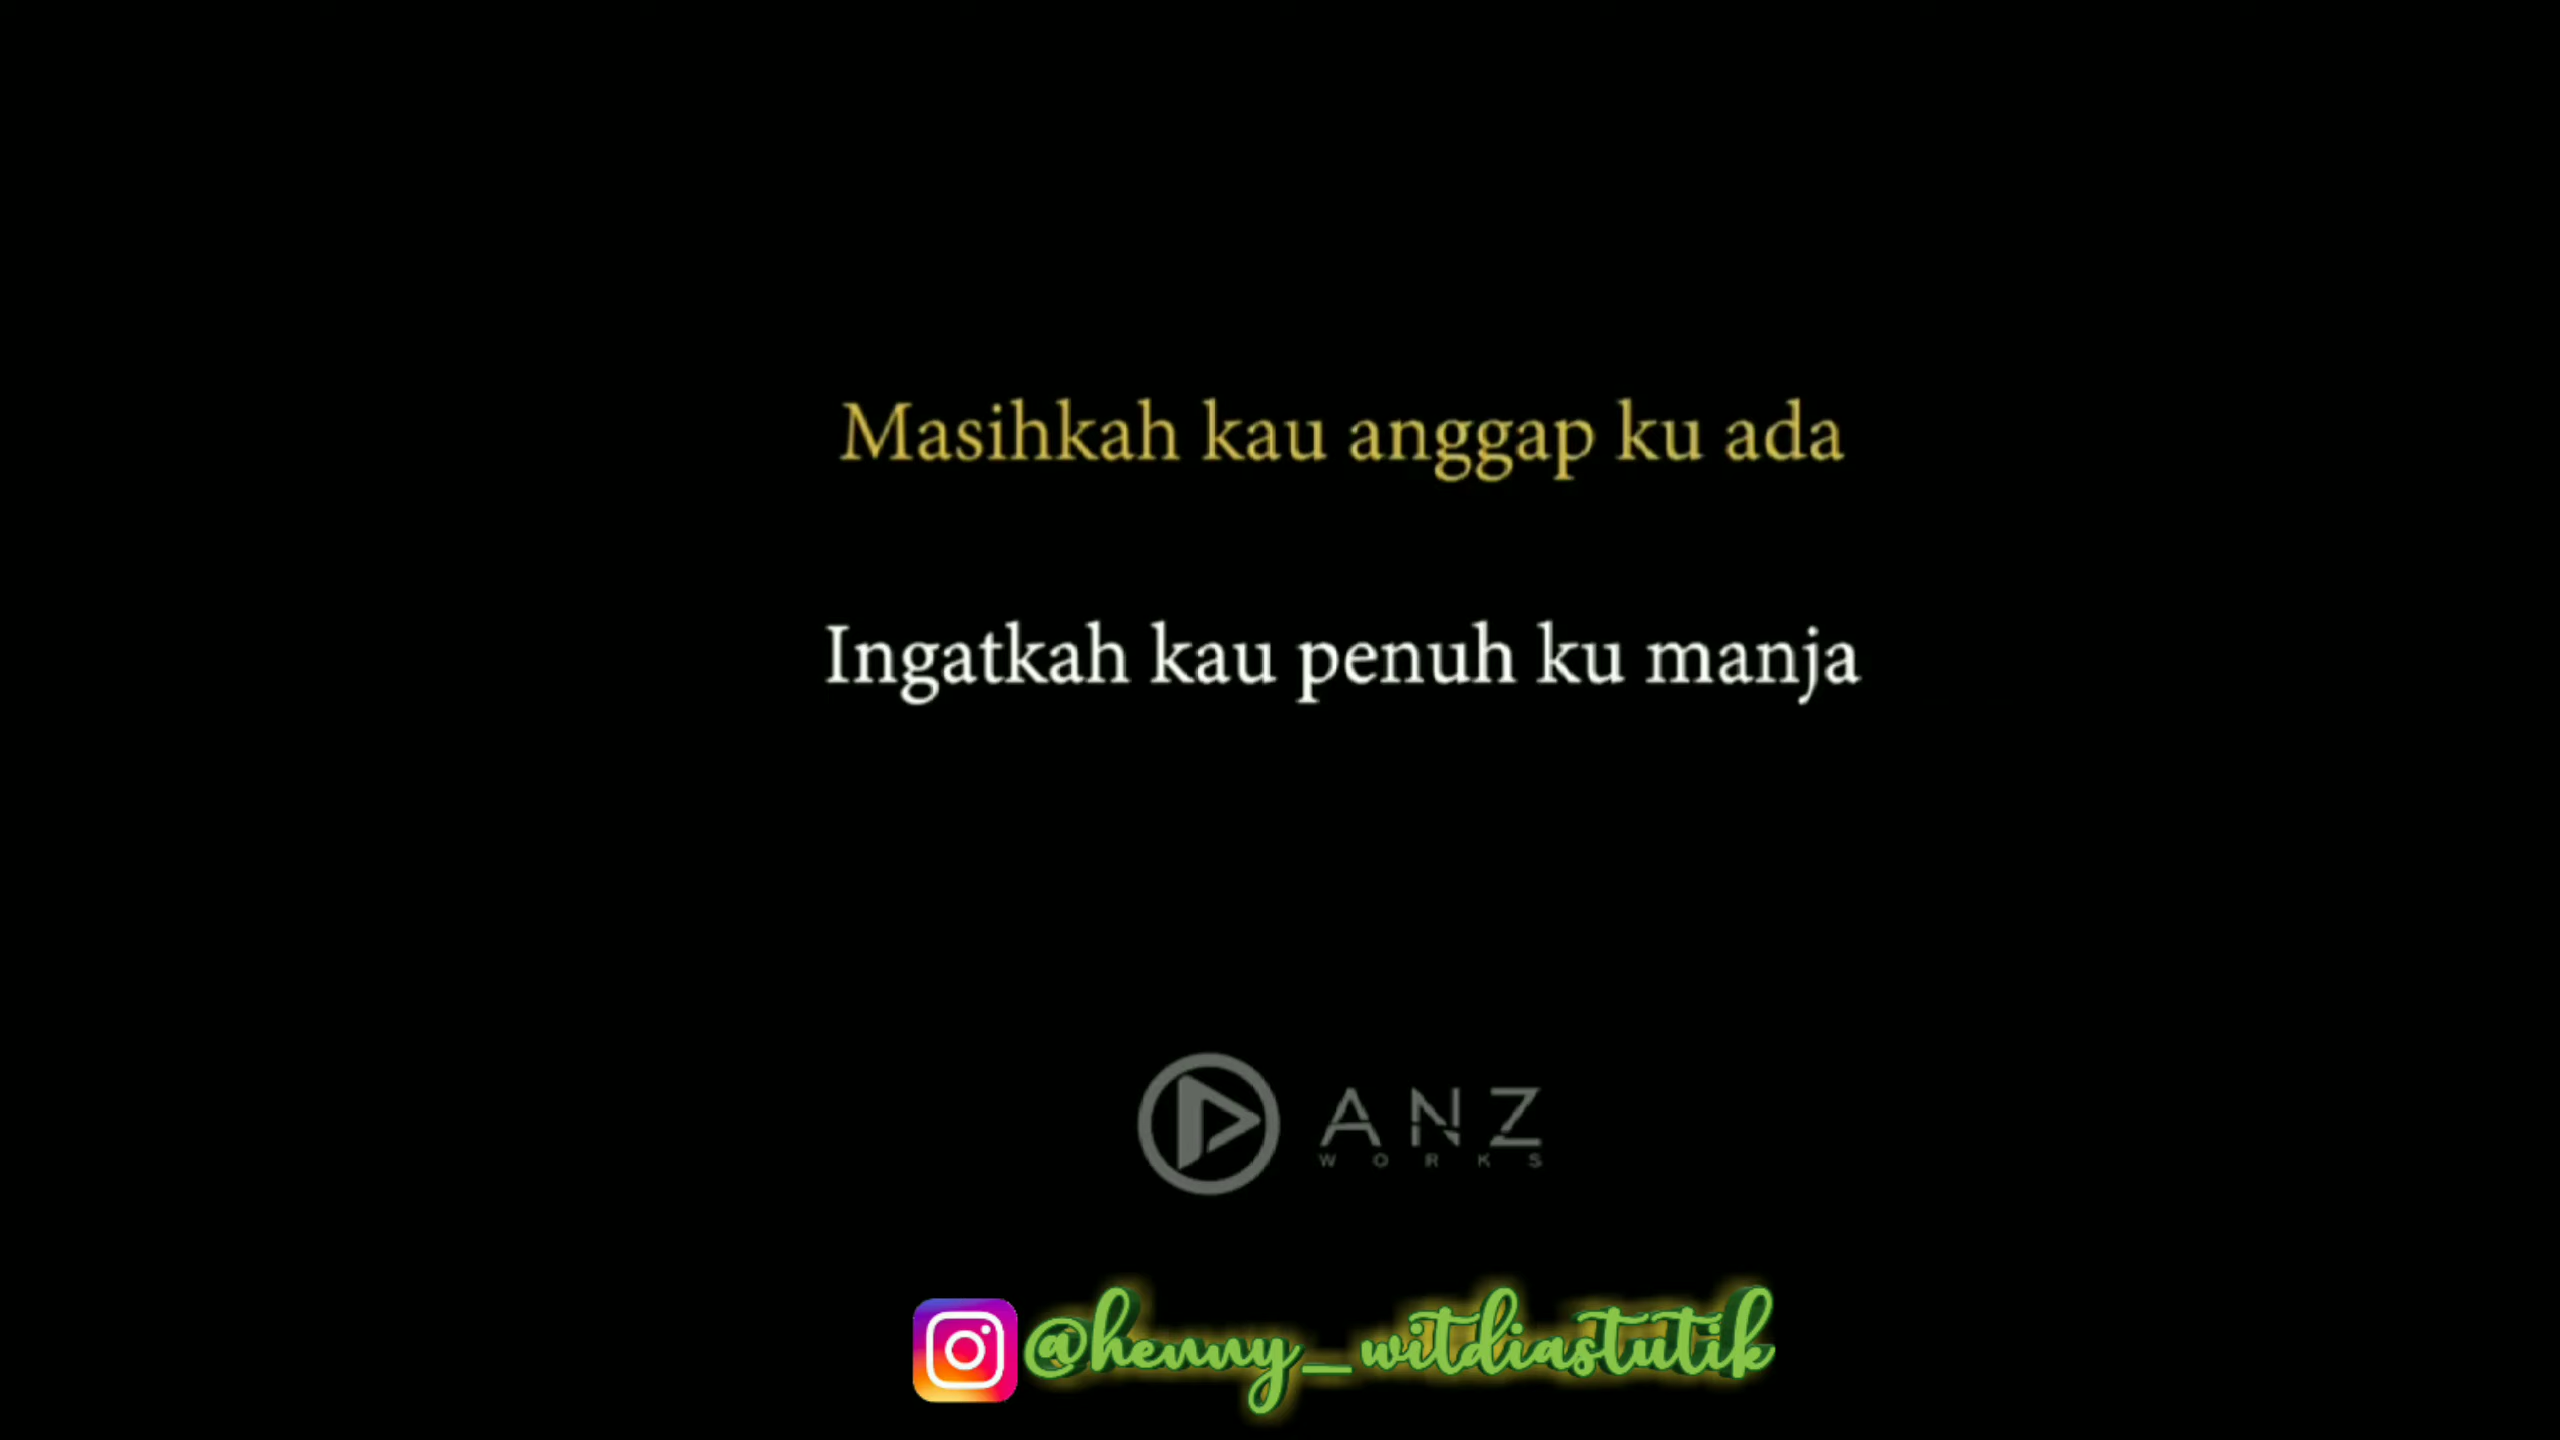 Masihkah kau anggap ku ada
Ingatkah kau penuh ku manja
ANZ
WORKS
@henny_witdiastutik